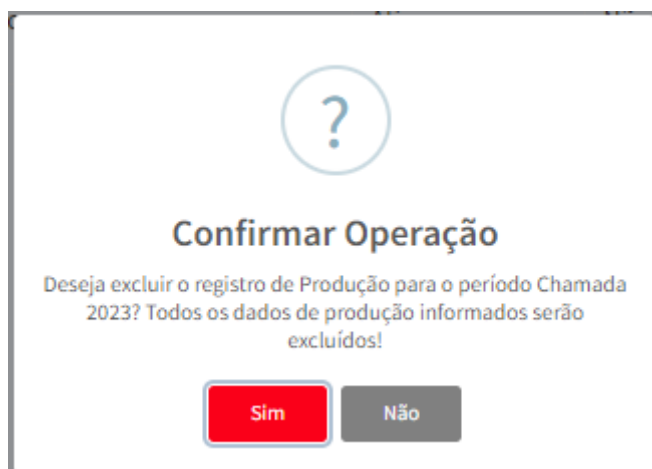 ?
Confirmar Operação
Deseja excluir o registro de Produção para o período Chamada
2023? Todos os dados de produção informados serão
excluídos!
Sim Não